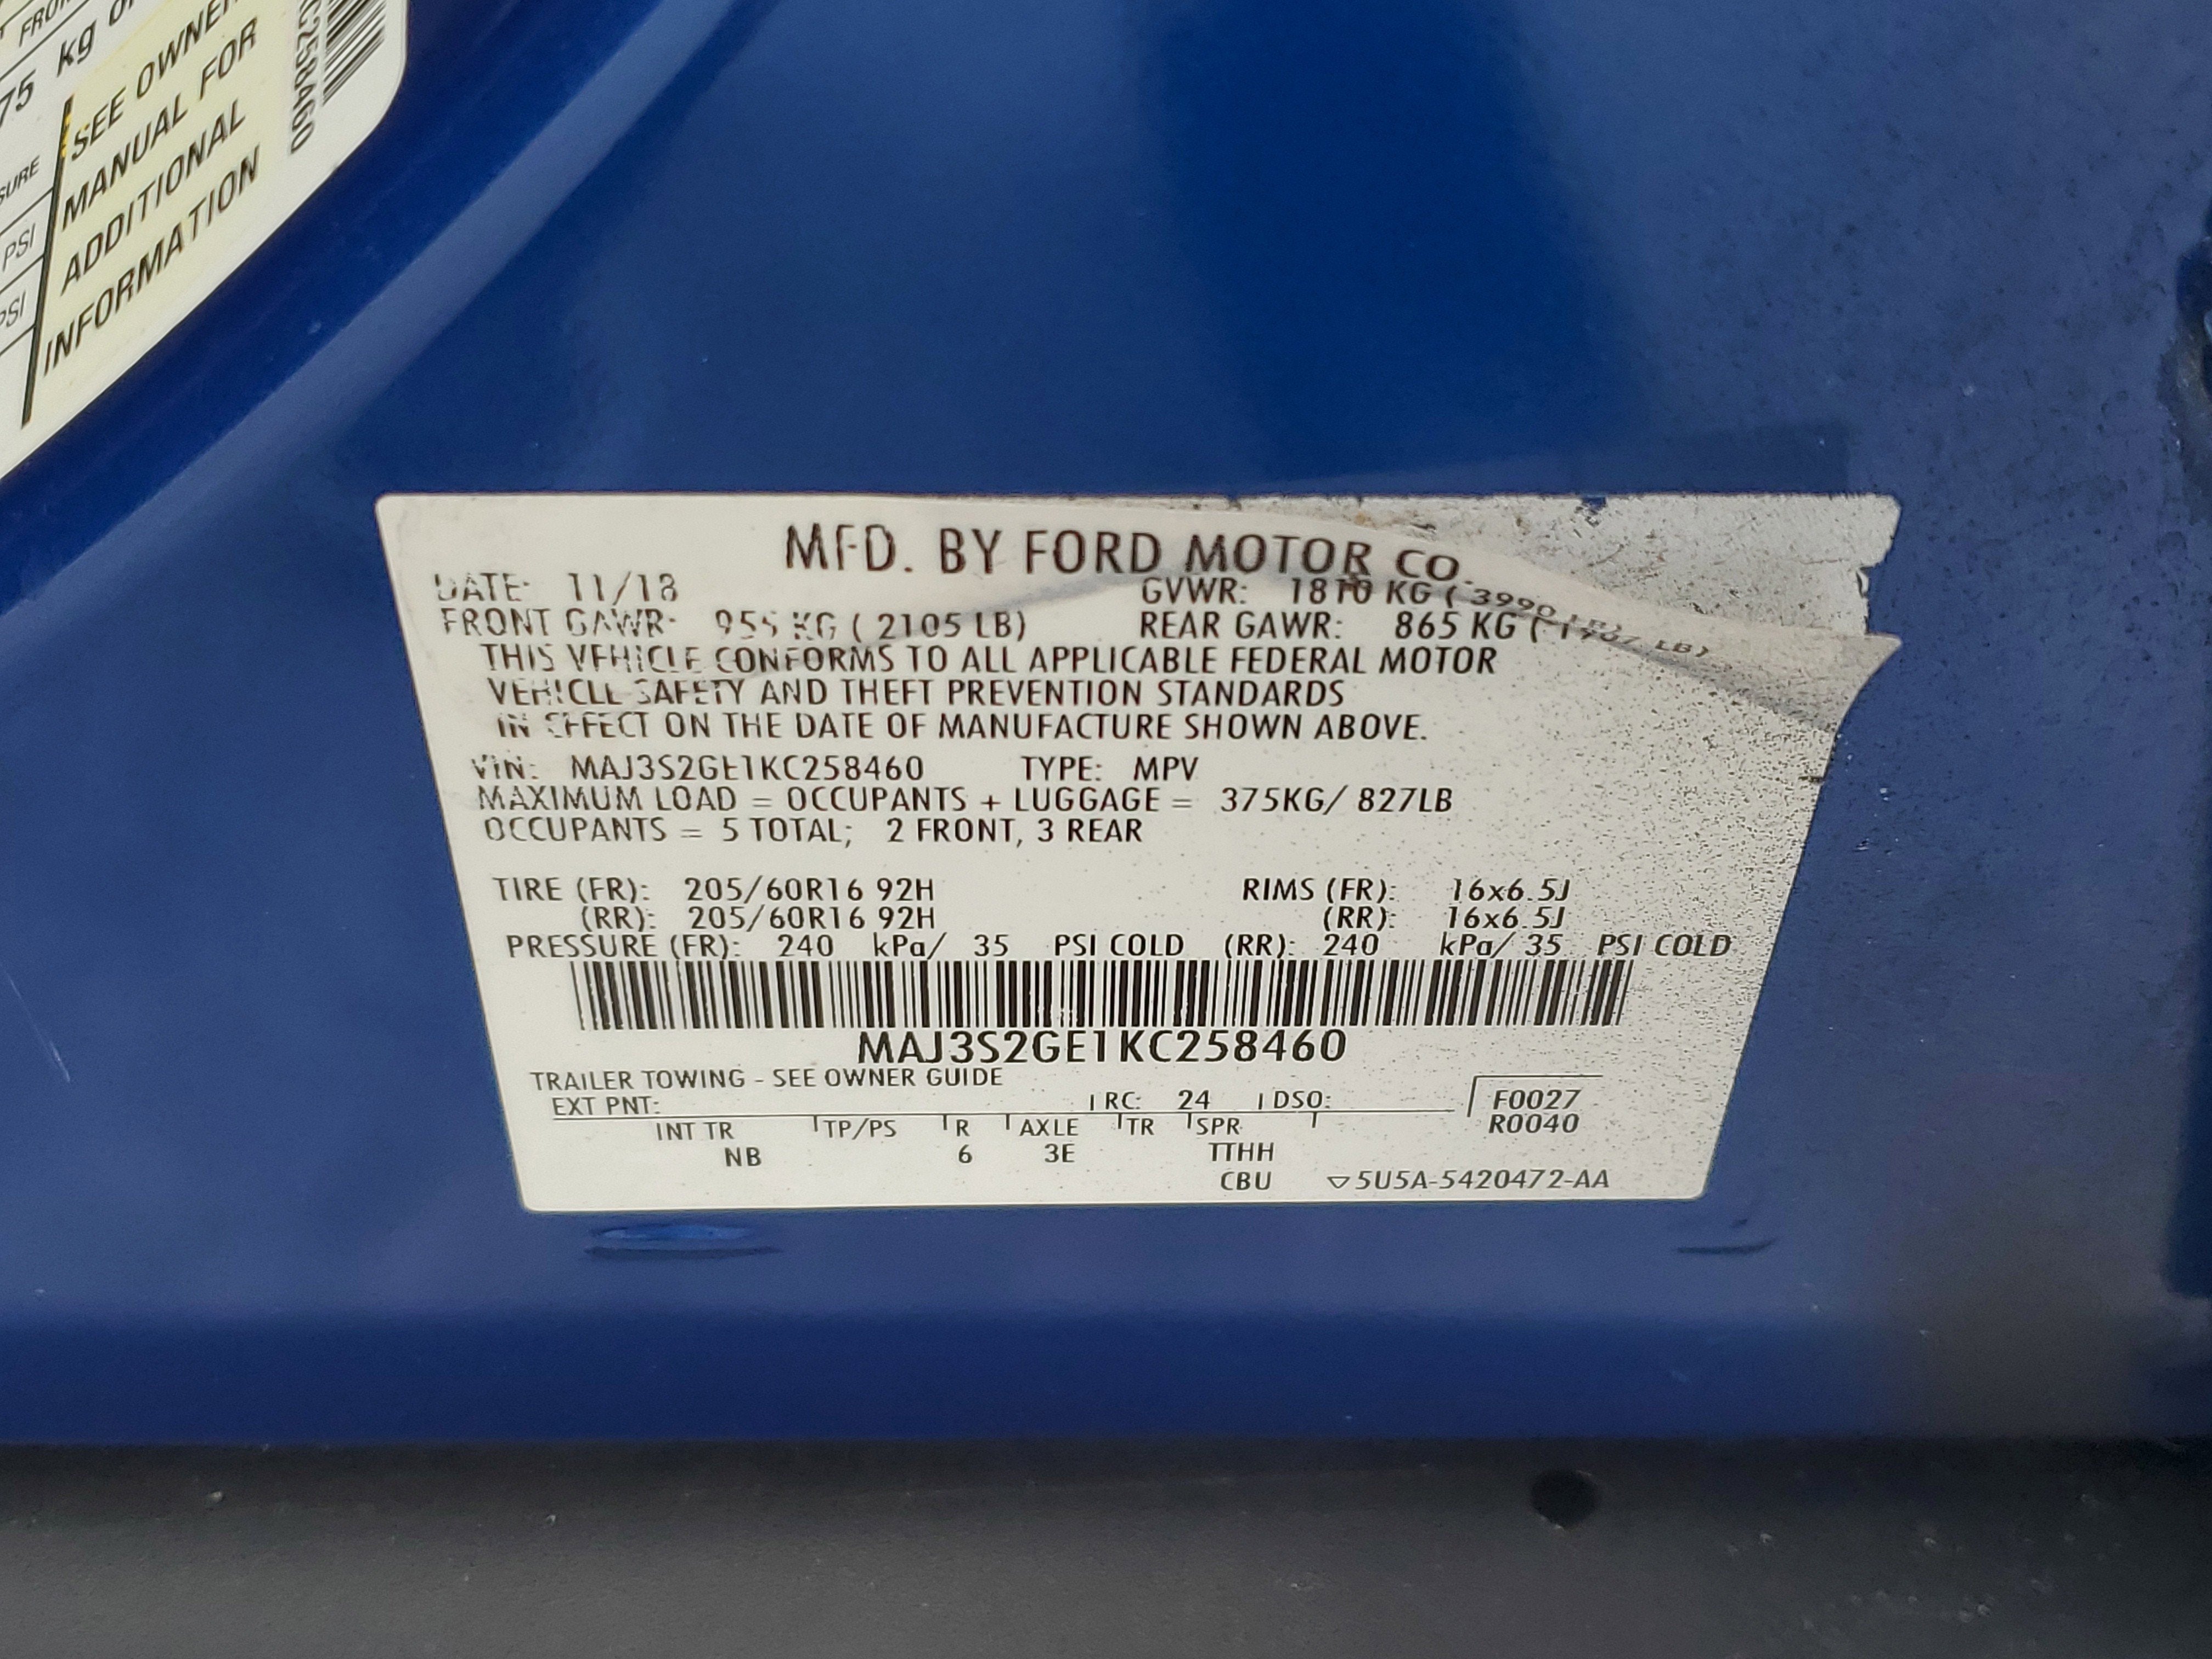 FROM
75 kg or
SEE OWNER
MANUAL FOR
ADDITIONAL
INFORMATION
SURE
PSI
PSI
C258460
MFD. BY FORD MOTOR CO.
DATE: 11/18 GVWR: 1810 KG ( 3990 LB)
FRONT GAWR: 955 KG ( 2105 LB) REAR GAWR: 865 KG ( 1907 LB)
THIS VEHICLE CONFORMS TO ALL APPLICABLE FEDERAL MOTOR
VEHICLE SAFETY AND THEFT PREVENTION STANDARDS
IN EFFECT ON THE DATE OF MANUFACTURE SHOWN ABOVE.
VIN: MAJ3S2GE1KC258460 TYPE: MPV
MAXIMUM LOAD = OCCUPANTS + LUGGAGE = 375KG/ 827LB
OCCUPANTS = 5 TOTAL; 2 FRONT, 3 REAR
TIRE (FR): 205/60R16 92H RIMS (FR): 16x6.5J
(RR): 205/60R16 92H (RR): 16x6.5J
PRESSURE (FR): 240 kPa/ 35 PSI COLD (RR): 240 kPa/ 35 PSI COLD
MAJ3S2GE1KC258460
TRAILER TOWING - SEE OWNER GUIDE
EXT PNT: RC: 24 DSO: F0027
INT TR TP/PS R AXLE TR SPR R0040
NB 6 3E TTHH
CBU ▽5U5A-5420472-AA